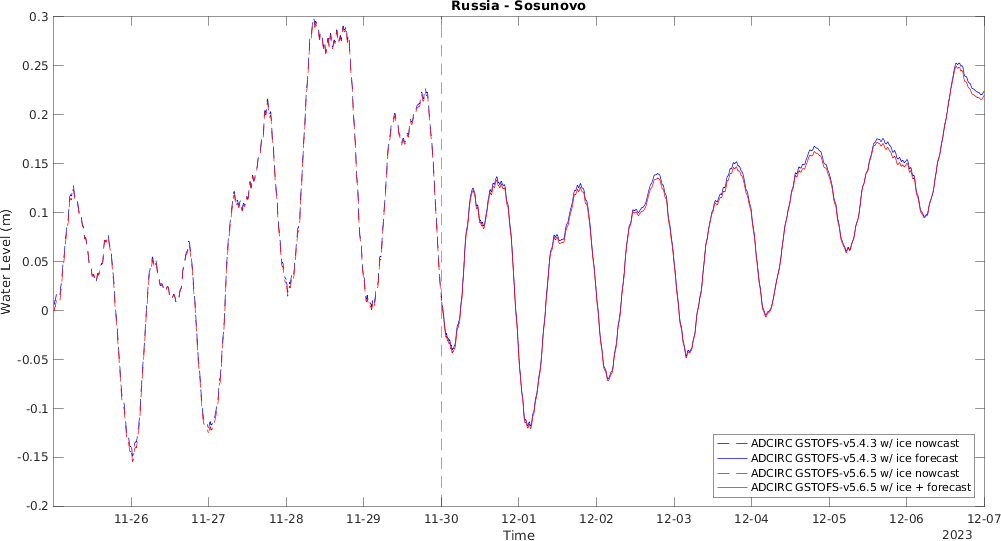 Russia - Sosunovo
0.3
0.25
0.2
0.15
0.1
0.05
0
-0.05
-0.1
-0.15
-0.2
Water Level (m)
ADCIRC GSTOFS-v5.4.3 w/ ice nowcast
ADCIRC GSTOFS-v5.4.3 w/ ice forecast
ADCIRC GSTOFS-v5.6.5 w/ ice nowcast
ADCIRC GSTOFS-v5.6.5 w/ ice + forecast
11-26 11-27 11-28 11-29 11-30 12-01 12-02 12-03 12-04 12-05 12-06 12-07
Time
2023